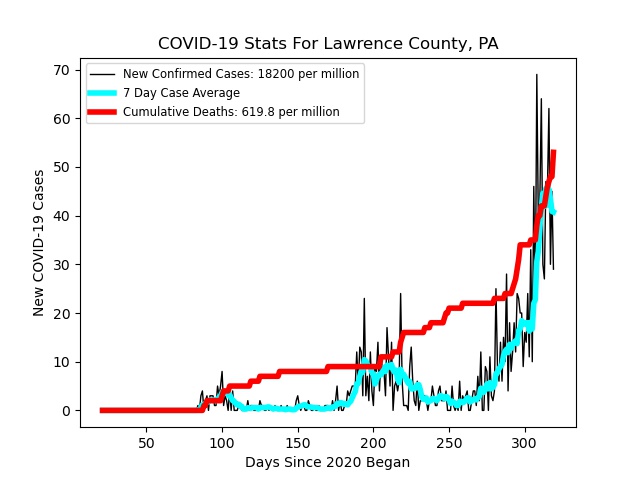 COVID-19 Stats For Lawrence County, PA
New Confirmed Cases: 18200 per million
7 Day Case Average
Cumulative Deaths: 619.8 per million
New COVID-19 Cases
70
60
50
40
30
20
10
0
50 100 150 200 250 300
Days Since 2020 Began